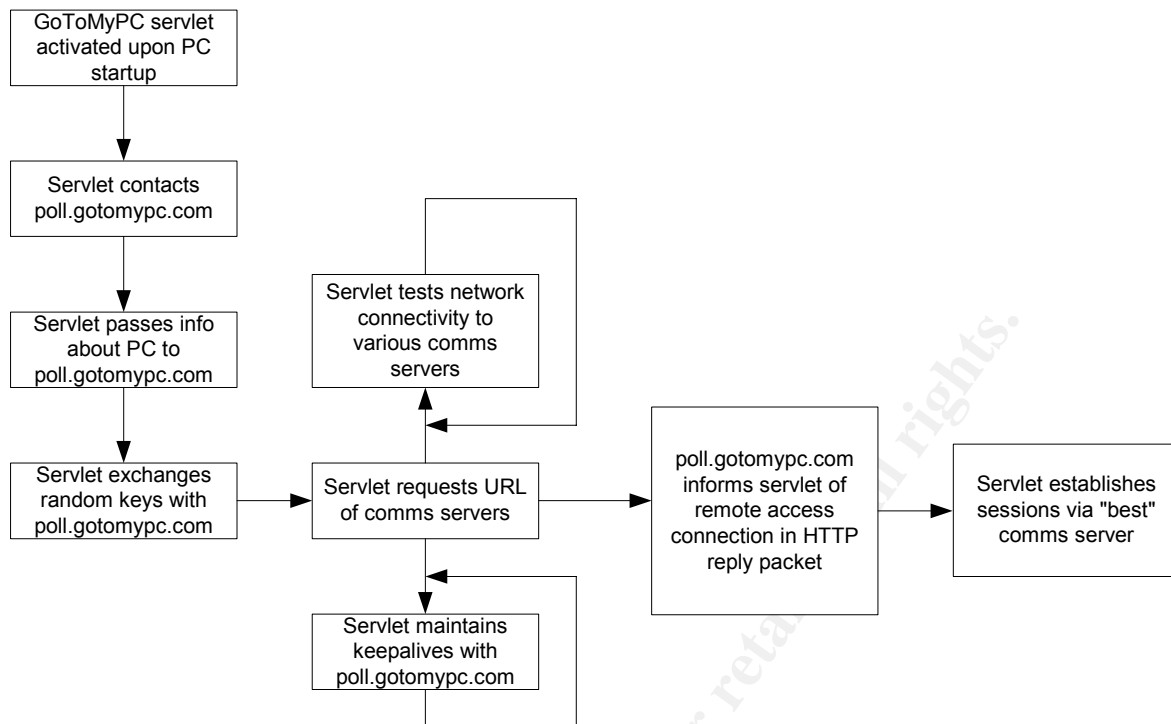 GoToMyPC servlet
activated upon PC
startup
Servlet contacts
poll.gotomypc.com
Servlet passes info
about PC to
poll.gotomypc.com
Servlet exchanges
random keys with
poll.gotomypc.com
Servlet tests network
connectivity to
various comms
servers
Servlet requests URL
of comms servers
Servlet maintains
keepalives with
poll.gotomypc.com
poll.gotomypc.com
informs servlet of
remote access
connection in HTTP
reply packet
Servlet establishes
sessions via "best"
comms server
retain rights.